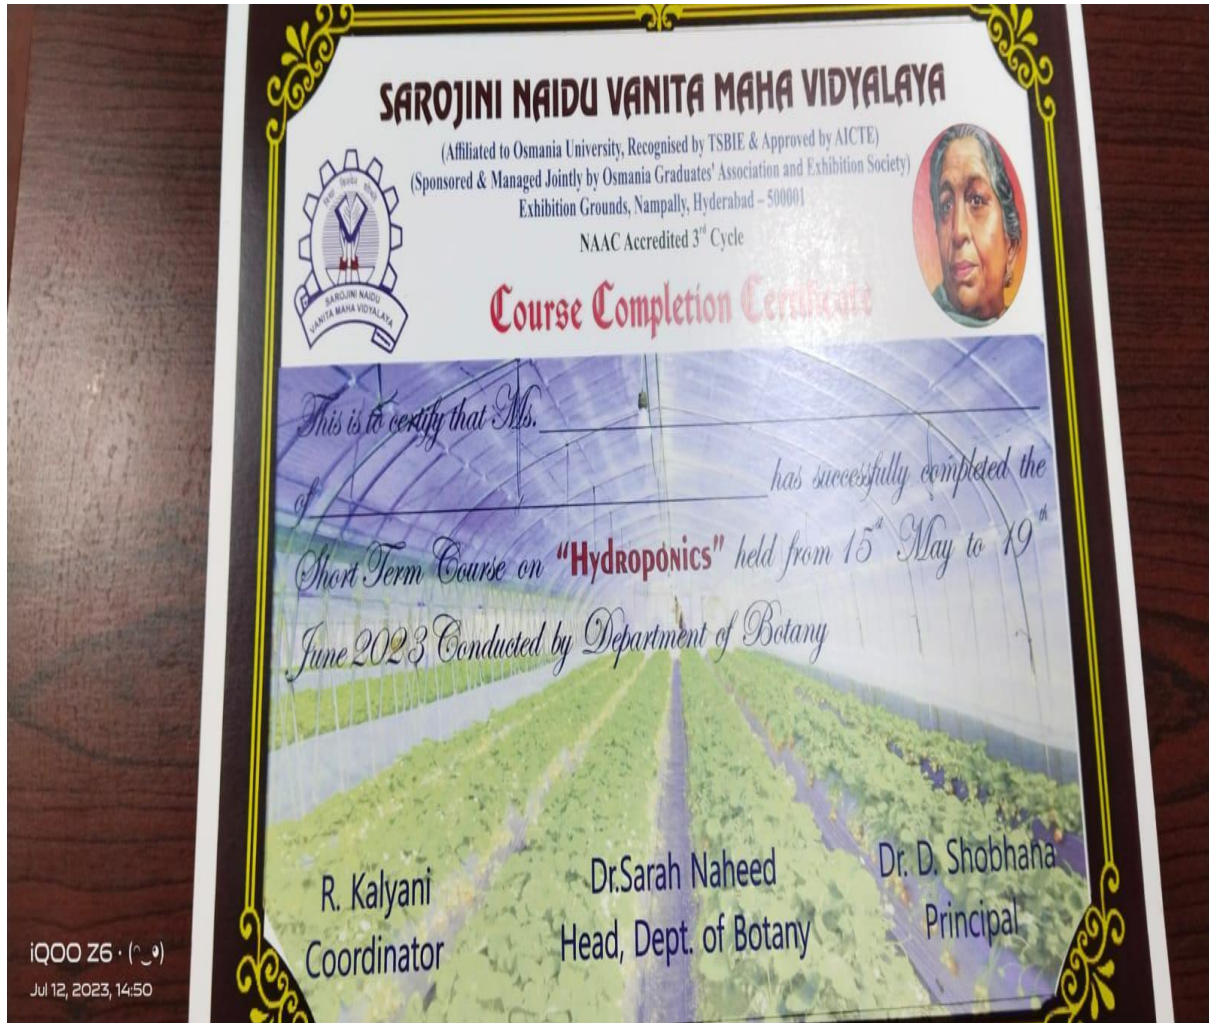 SAROJINI NAIDU VANITA MAHA VIDYALAYA
(Affiliated to Osmania University, Recognised by TSBIE & Approved by AICTE)
(Sponsored & Managed Jointly by Osmania Graduates' Association and Exhibition Society)
Exhibition Grounds, Nampally, Hyderabad – 500001
NAAC Accredited 3rd Cycle
SAROJINI NAIDU
VANITA MAHA VIDYALAYA
Course Completion Certificate
This is to certify that Ms.
of has successfully completed the
Short Term Course on "Hydroponics" held from 15st May to 19th
June 2023 Conducted by Department of Botany
R. Kalyani
Coordinator
Dr.Sarah Naheed
Head, Dept. of Botany
Dr. D. Shobhana
Principal
iQOO Z6
Jul 12, 2023, 14:50